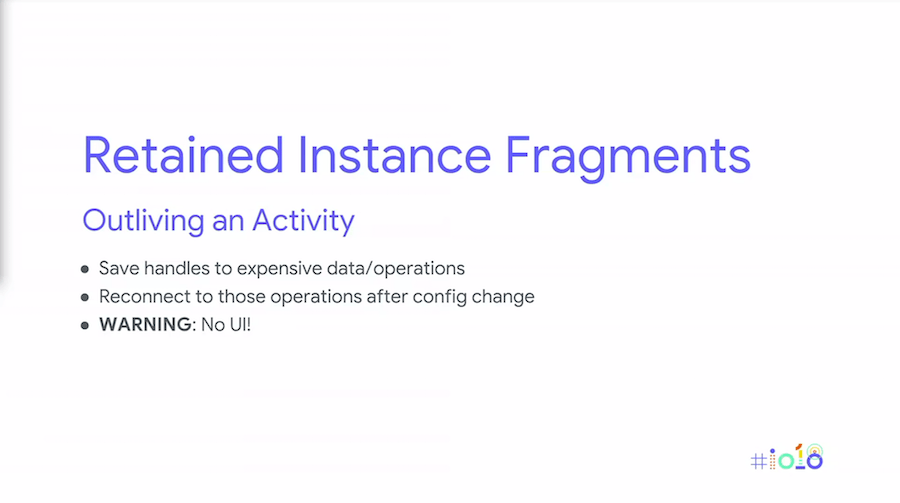 Retained Instance Fragments
Outliving an Activity
● Save handles to expensive data/operations
● Reconnect to those operations after config change
● WARNING: No UI!
#io18